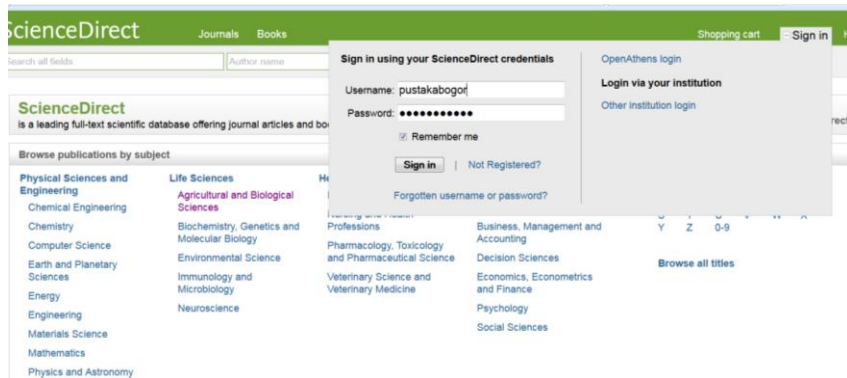 ScienceDirect
Journals Books
Shopping cart
Sign in
Search all fields
Author name
Sign in using your ScienceDirect credentials
Username: pustakabogor
Password: ●●●●●●●●●●●
Remember me
Sign in | Not Registered?
Forgotten username or password?
OpenAthens login
Login via your institution
Other institution login
ScienceDirect
is a leading full-text scientific database offering journal articles and
Browse publications by subject
Physical Sciences and
Engineering
Chemical Engineering
Chemistry
Computer Science
Earth and Planetary
Sciences
Energy
Engineering
Materials Science
Mathematics
Physics and Astronomy
Life Sciences
Agricultural and Biological
Sciences
Biochemistry, Genetics and
Molecular Biology
Environmental Science
Immunology and
Microbiology
Neuroscience
Nursing and Health
Professions
Pharmacology, Toxicology
and Pharmaceutical Science
Veterinary Science and
Veterinary Medicine
Business, Management and
Accounting
Decision Sciences
Economics, Econometrics
and Finance
Psychology
Social Sciences
Y Z 0-9
Browse all titles